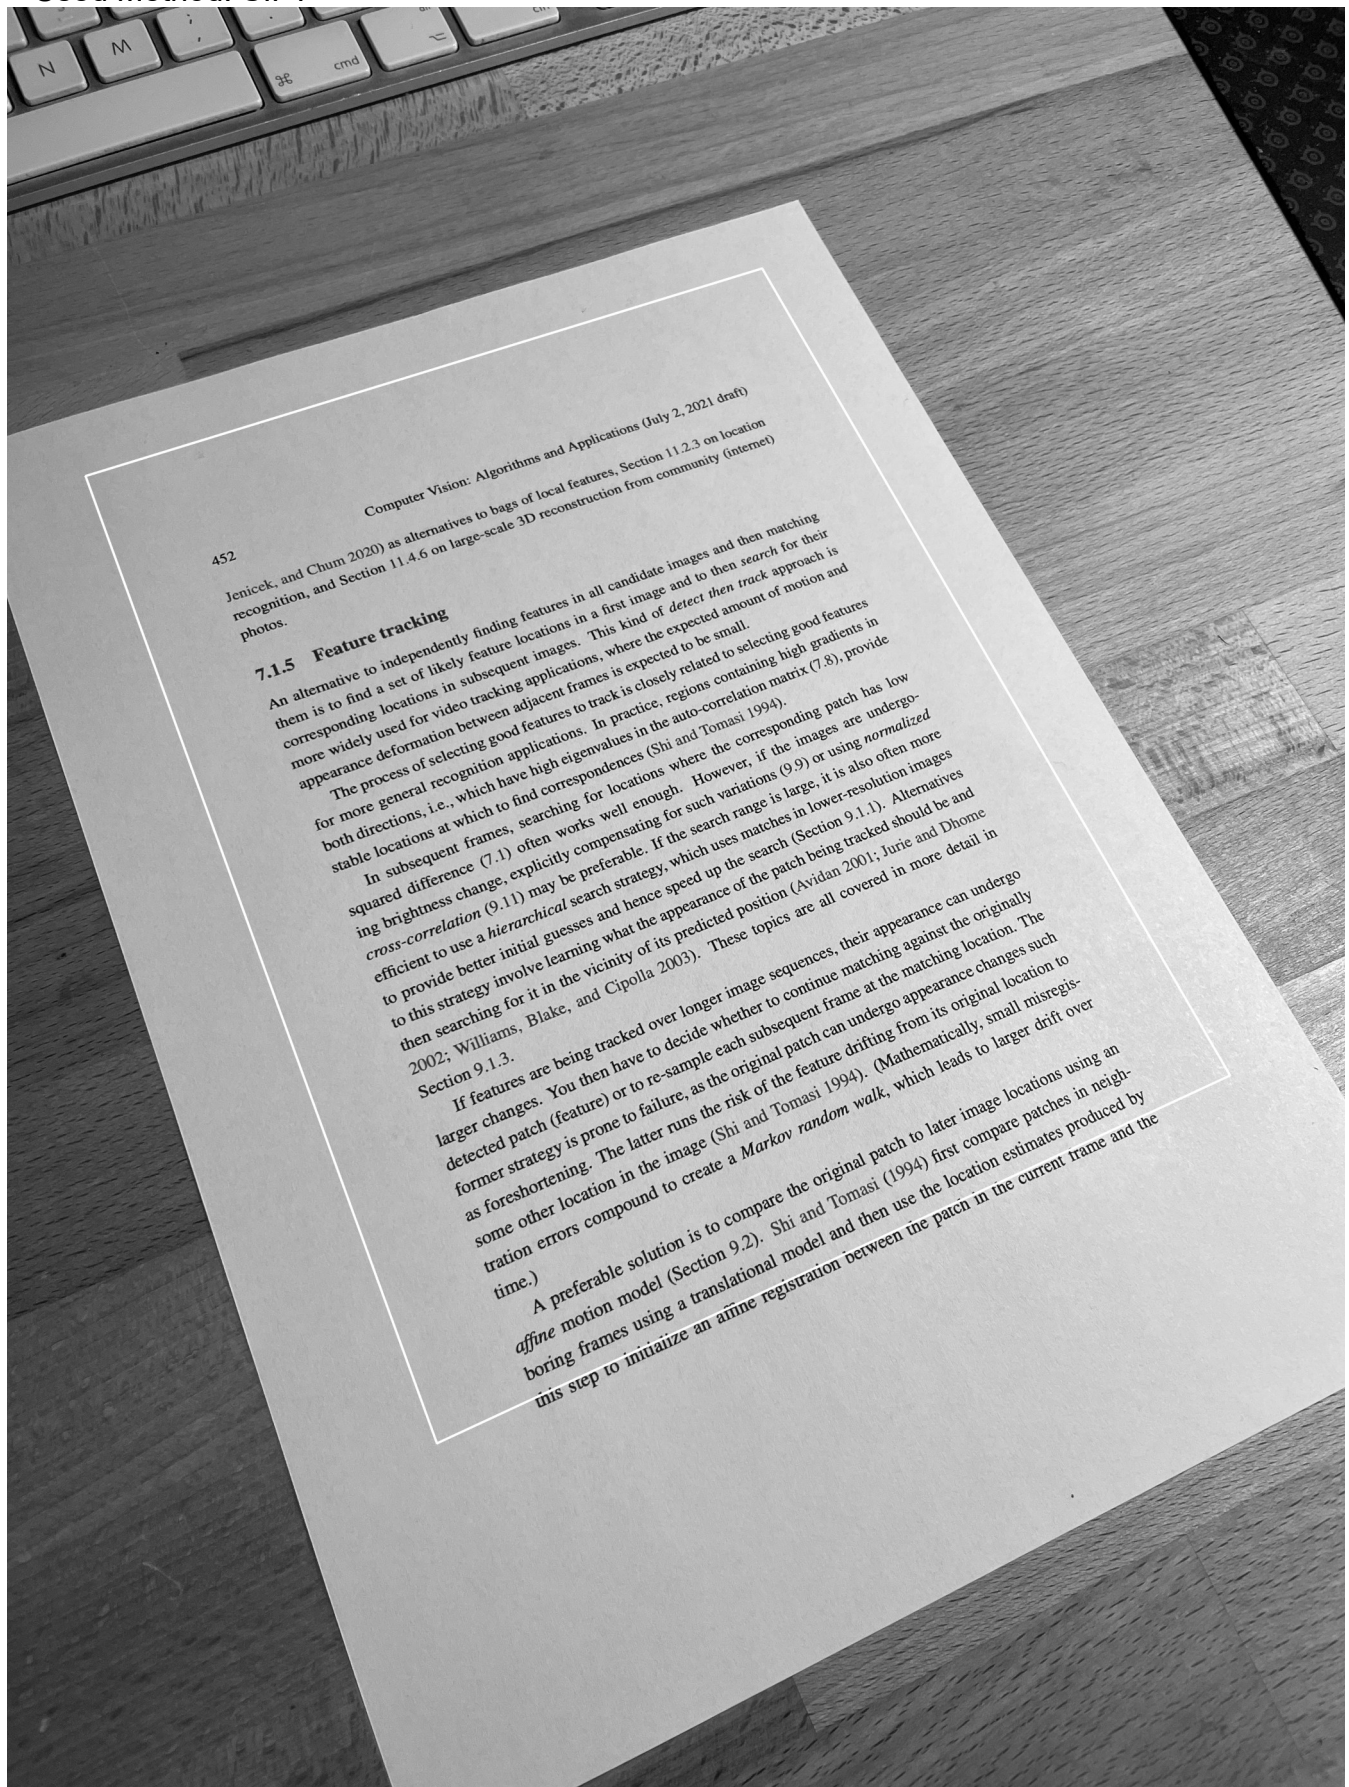 N M ; , ⌘ cmd ⌥
Computer Vision: Algorithms and Applications (July 2, 2021 draft)
452
Jenicek, and Chum 2020) as alternatives to bags of local features, Section 11.2.3 on location
recognition, and Section 11.4.6 on large-scale 3D reconstruction from community (internet)
photos.
7.1.5 Feature tracking
An alternative to independently finding features in all candidate images and then matching
them is to find a set of likely feature locations in a first image and to then search for their
corresponding locations in subsequent images. This kind of detect then track approach is
more widely used for video tracking applications, where the expected amount of motion and
appearance deformation between adjacent frames is expected to be small.
The process of selecting good features to track is closely related to selecting good features
for more general recognition applications. In practice, regions containing high gradients in
both directions, i.e., which have high eigenvalues in the auto-correlation matrix (7.8), provide
stable locations at which to find correspondences (Shi and Tomasi 1994).
In subsequent frames, searching for locations where the corresponding patch has low
squared difference (7.1) often works well enough. However, if the images are undergo-
ing brightness change, explicitly compensating for such variations (9.9) or using normalized
cross-correlation (9.11) may be preferable. If the search range is large, it is also often more
efficient to use a hierarchical search strategy, which uses matches in lower-resolution images
to provide better initial guesses and hence speed up the search (Section 9.1.1). Alternatives
to this strategy involve learning what the appearance of the patch being tracked should be and
then searching for it in the vicinity of its predicted position (Avidan 2001; Jurie and Dhome
2002; Williams, Blake, and Cipolla 2003). These topics are all covered in more detail in
Section 9.1.3.
If features are being tracked over longer image sequences, their appearance can undergo
larger changes. You then have to decide whether to continue matching against the originally
detected patch (feature) or to re-sample each subsequent frame at the matching location. The
former strategy is prone to failure, as the original patch can undergo appearance changes such
as foreshortening. The latter runs the risk of the feature drifting from its original location to
some other location in the image (Shi and Tomasi 1994). (Mathematically, small misregis-
tration errors compound to create a Markov random walk, which leads to larger drift over
time.)
A preferable solution is to compare the original patch to later image locations using an
affine motion model (Section 9.2). Shi and Tomasi (1994) first compare patches in neigh-
boring frames using a translational model and then use the location estimates produced by
this step to initialize an affine registration between the patch in the current frame and the